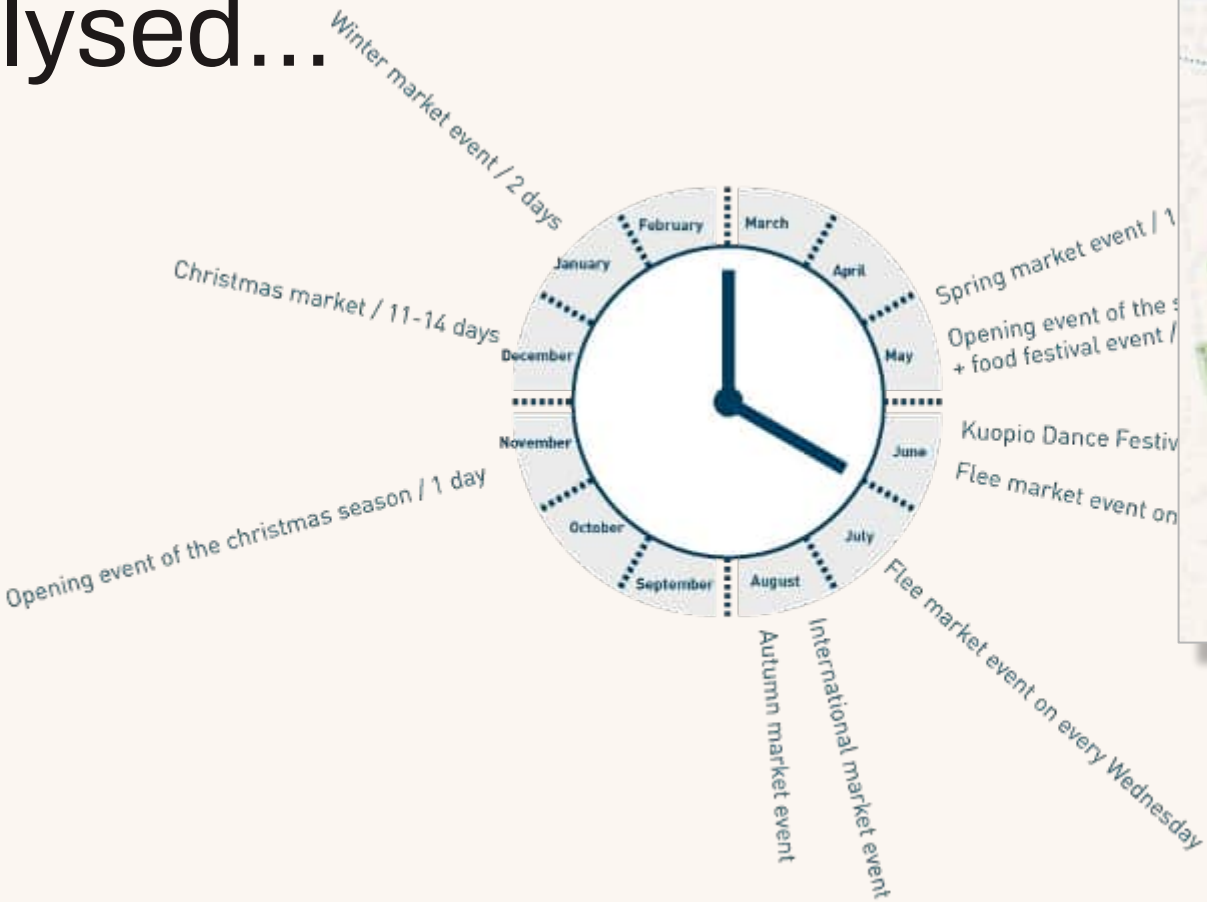 lysed...
Winter market event / 2 days
Christmas market / 11-14 days
Opening event of the christmas season / 1 day
February
March
January
April
December
May
November
June
October
July
September
August
Spring market event / 1
Opening event of the
+ food festival event /
Kuopio Dance Festiv
Flee market event on
Flee market event on every Wednesday
International market event
Autumn market event